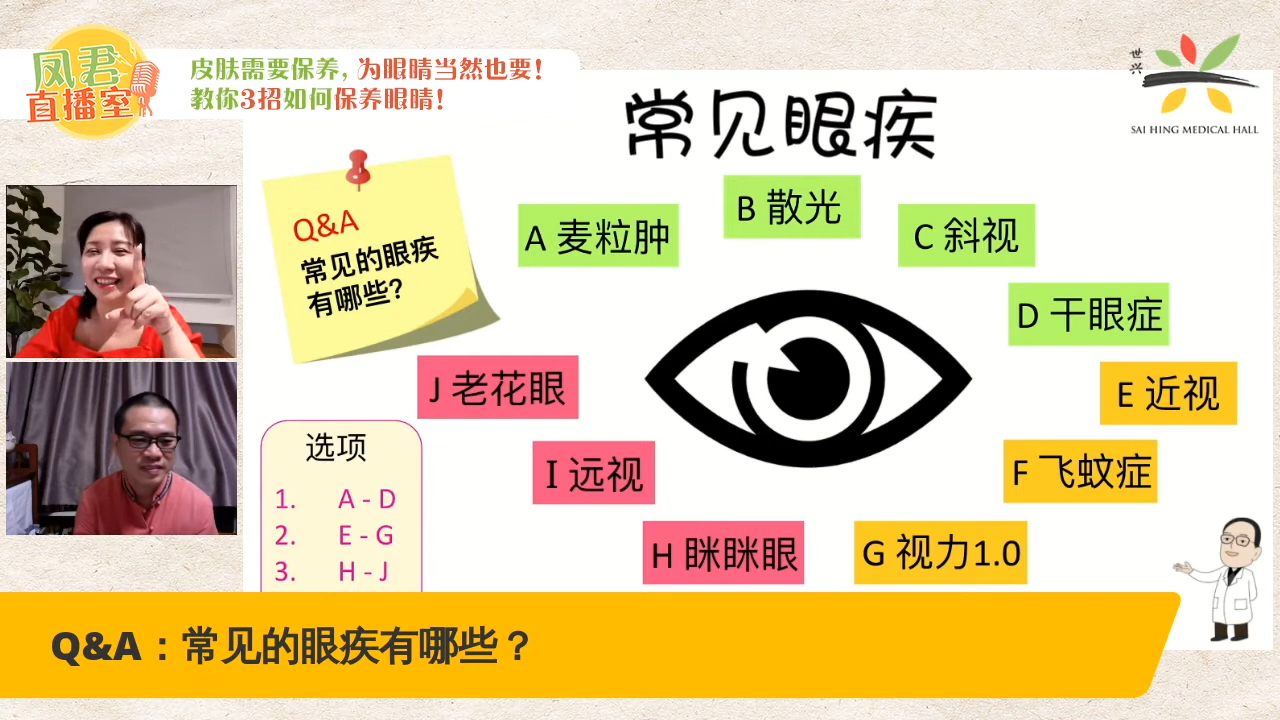 凤君
直播室
皮肤需要保养, 为眼睛当然也要!
教你3招如何保养眼睛!
世兴
SAI HING MEDICAL HALL
常见眼疾
Q&A
常见的眼疾
有哪些?
A 麦粒肿
B 散光
C 斜视
D 干眼症
E 近视
F 飞蚊症
G 视力1.0
H 眯眯眼
I 远视
J 老花眼
选项
1. A - D
2. E - G
3. H - J
Q&A：常见的眼疾有哪些？